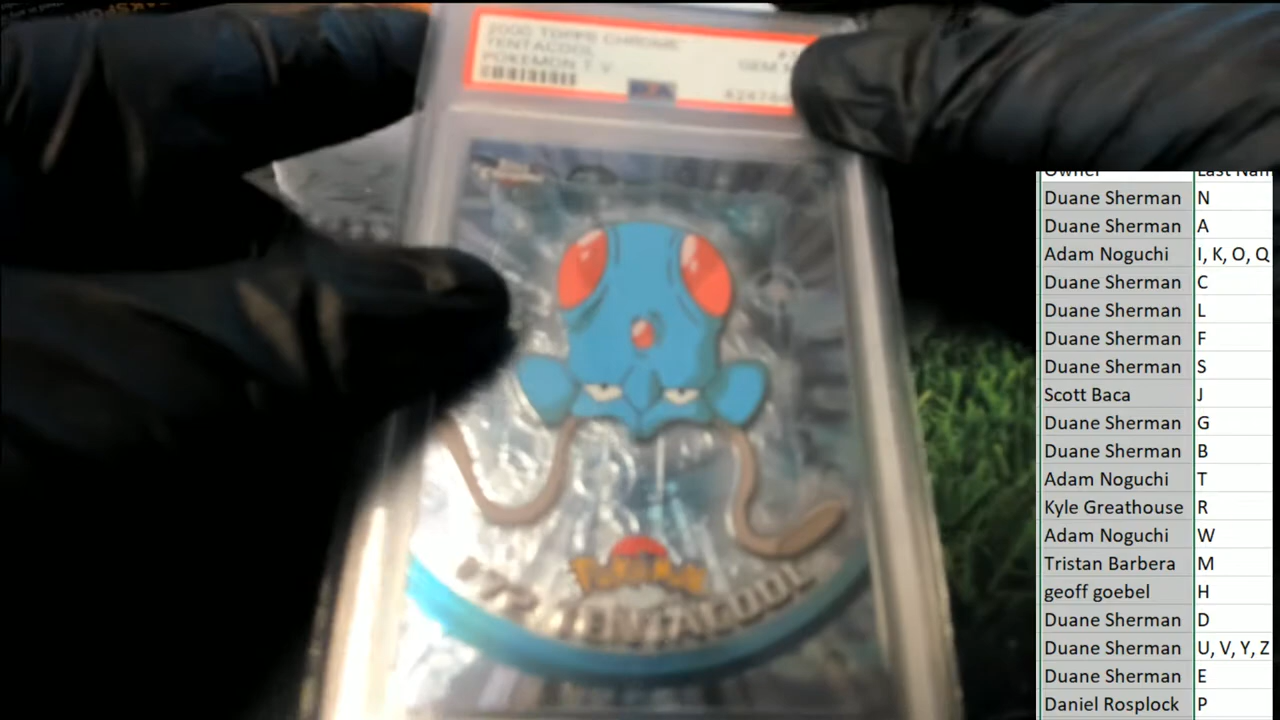 2000 TOPPS CHROME
TENTACOOL
POKEMON T.V.
GEM
PSA
POKéMON
#72 TENTACOOL
Owner
Duane Sherman N
Duane Sherman A
Adam Noguchi I, K, O, Q
Duane Sherman C
Duane Sherman L
Duane Sherman F
Duane Sherman S
Scott Baca J
Duane Sherman G
Duane Sherman B
Adam Noguchi T
Kyle Greathouse R
Adam Noguchi W
Tristan Barbera M
geoff goebel H
Duane Sherman D
Duane Sherman U, V, Y, Z
Duane Sherman E
Daniel Rosplock P